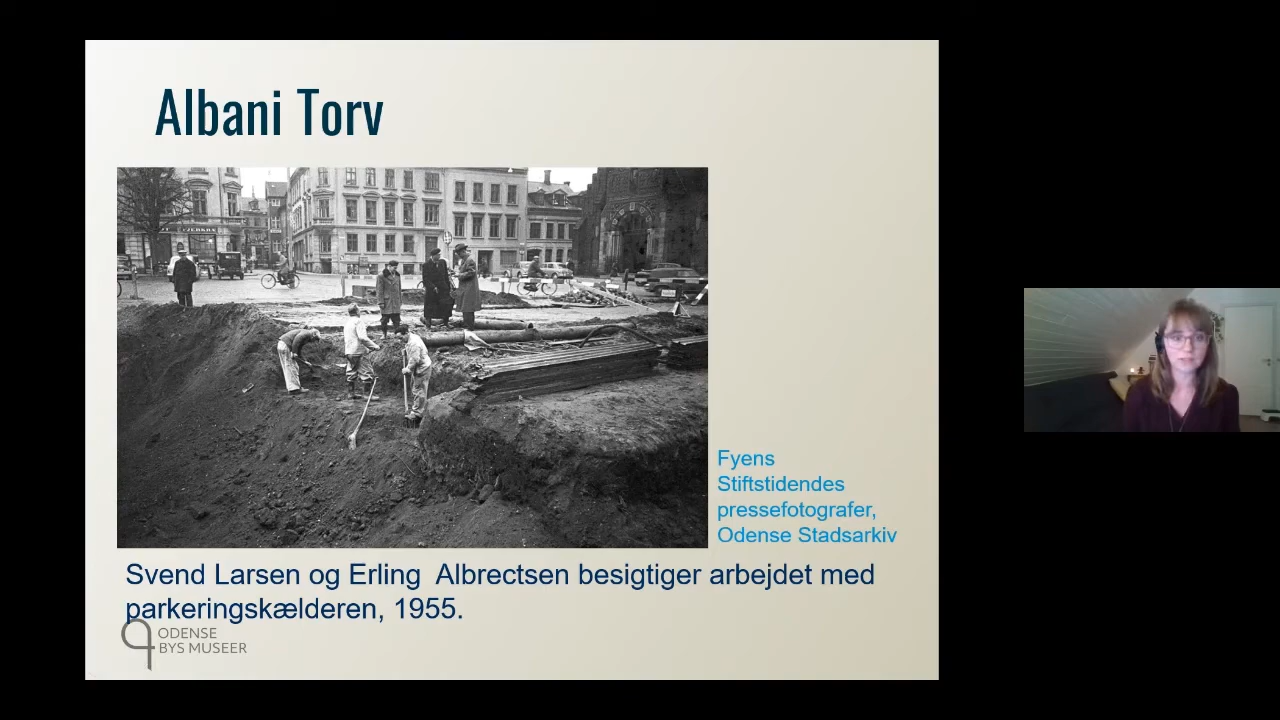 Albani Torv
Fyens
Stiftstidendes
pressefotografer,
Odense Stadsarkiv
Svend Larsen og Erling Albrectsen besigtiger arbejdet med
parkeringskælderen, 1955.
ODENSE
BYS MUSEER